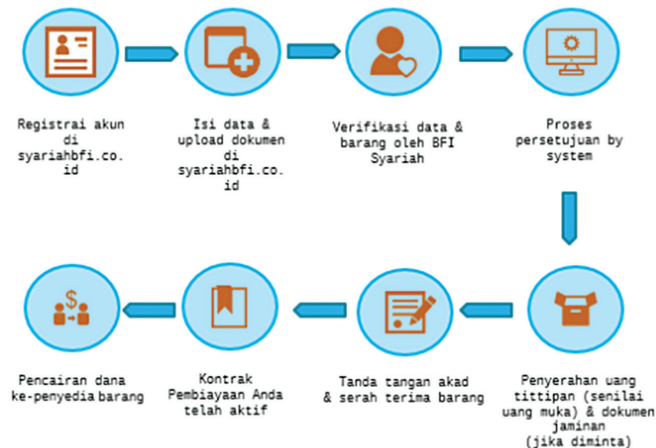 Registrai akun
di
syariahbfi.co.
id
Isi data &
upload dokumen
di
syariahbfi.co.
id
Verifikasi data &
barang oleh BFI
Syariah
Proses
persetujuan by
system
Penyerahan uang
tittipan (senilai
uang muka) & dokumen
jaminan
(jika diminta)
Tanda tangan akad
& serah terima barang
Kontrak
Pembiayaan Anda
telah aktif
Pencairan dana
ke-penyedia barang